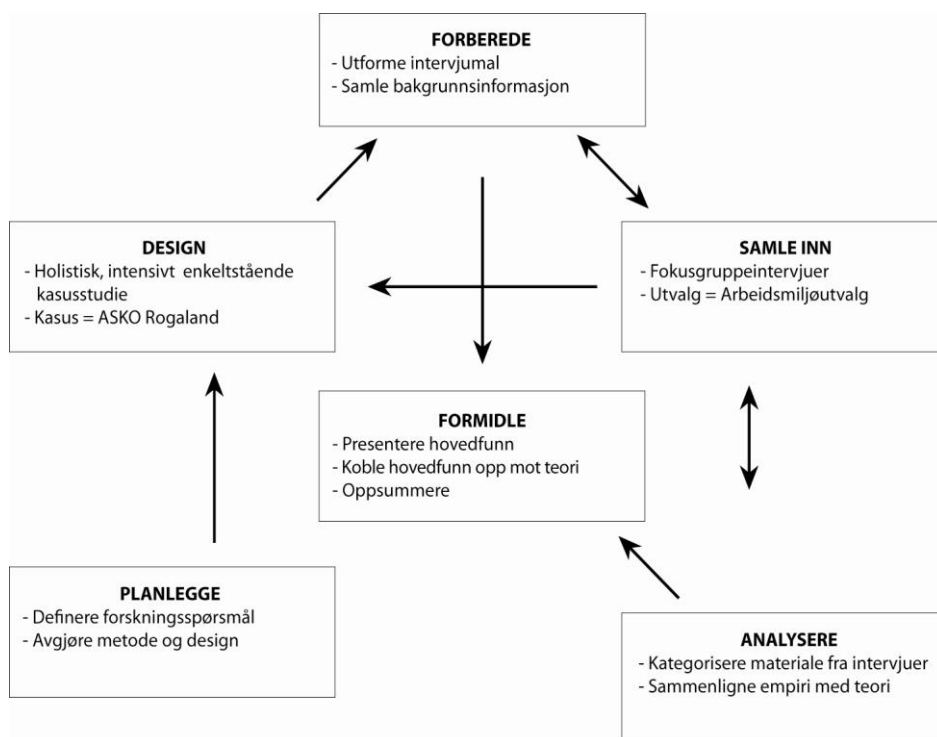 FORBEREDE
- Utforme intervjumal
- Samle bakgrunnsinformasjon
DESIGN
- Holistisk, intensivt enkeltstående
kasusstudie
- Kasus = ASKO Rogaland
SAMLE INN
- Fokusgruppeintervjuer
- Utvalg = Arbeidsmiljøutvalg
FORMIDLE
- Presentere hovedfunn
- Koble hovedfunn opp mot teori
- Oppsummere
PLANLEGGE
- Definere forskningsspørsmål
- Avgjøre metode og design
ANALYSERE
- Kategorisere materiale fra intervjuer
- Sammenligne empiri med teori